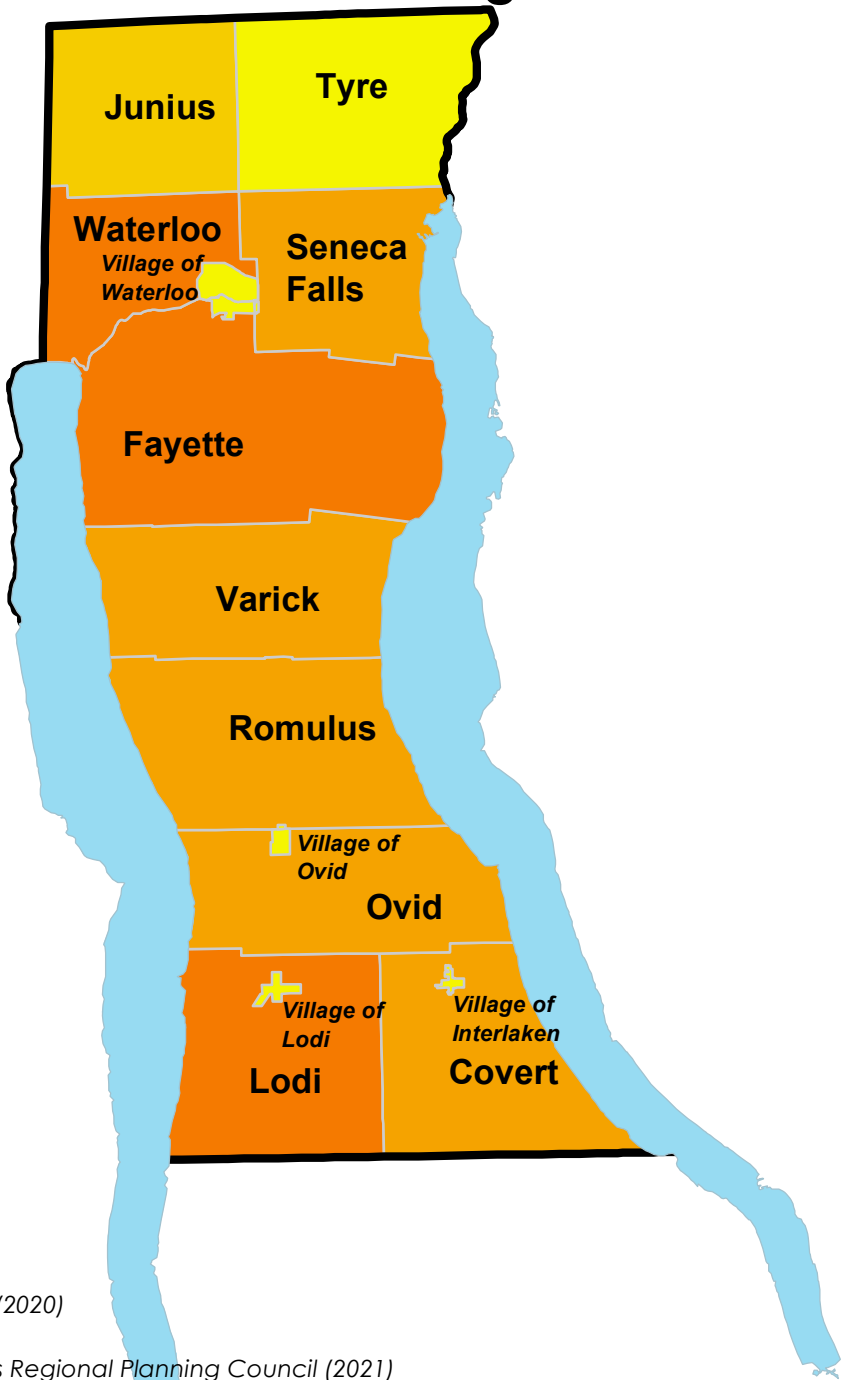 Junius
Tyre
Waterloo
Village of
Waterloo
Seneca
Falls
Fayette
Varick
Romulus
Village of
Ovid
Ovid
Village of
Lodi
Lodi
Village of
Interlaken
Covert
/2020)
s Regional Planning Council (2021)